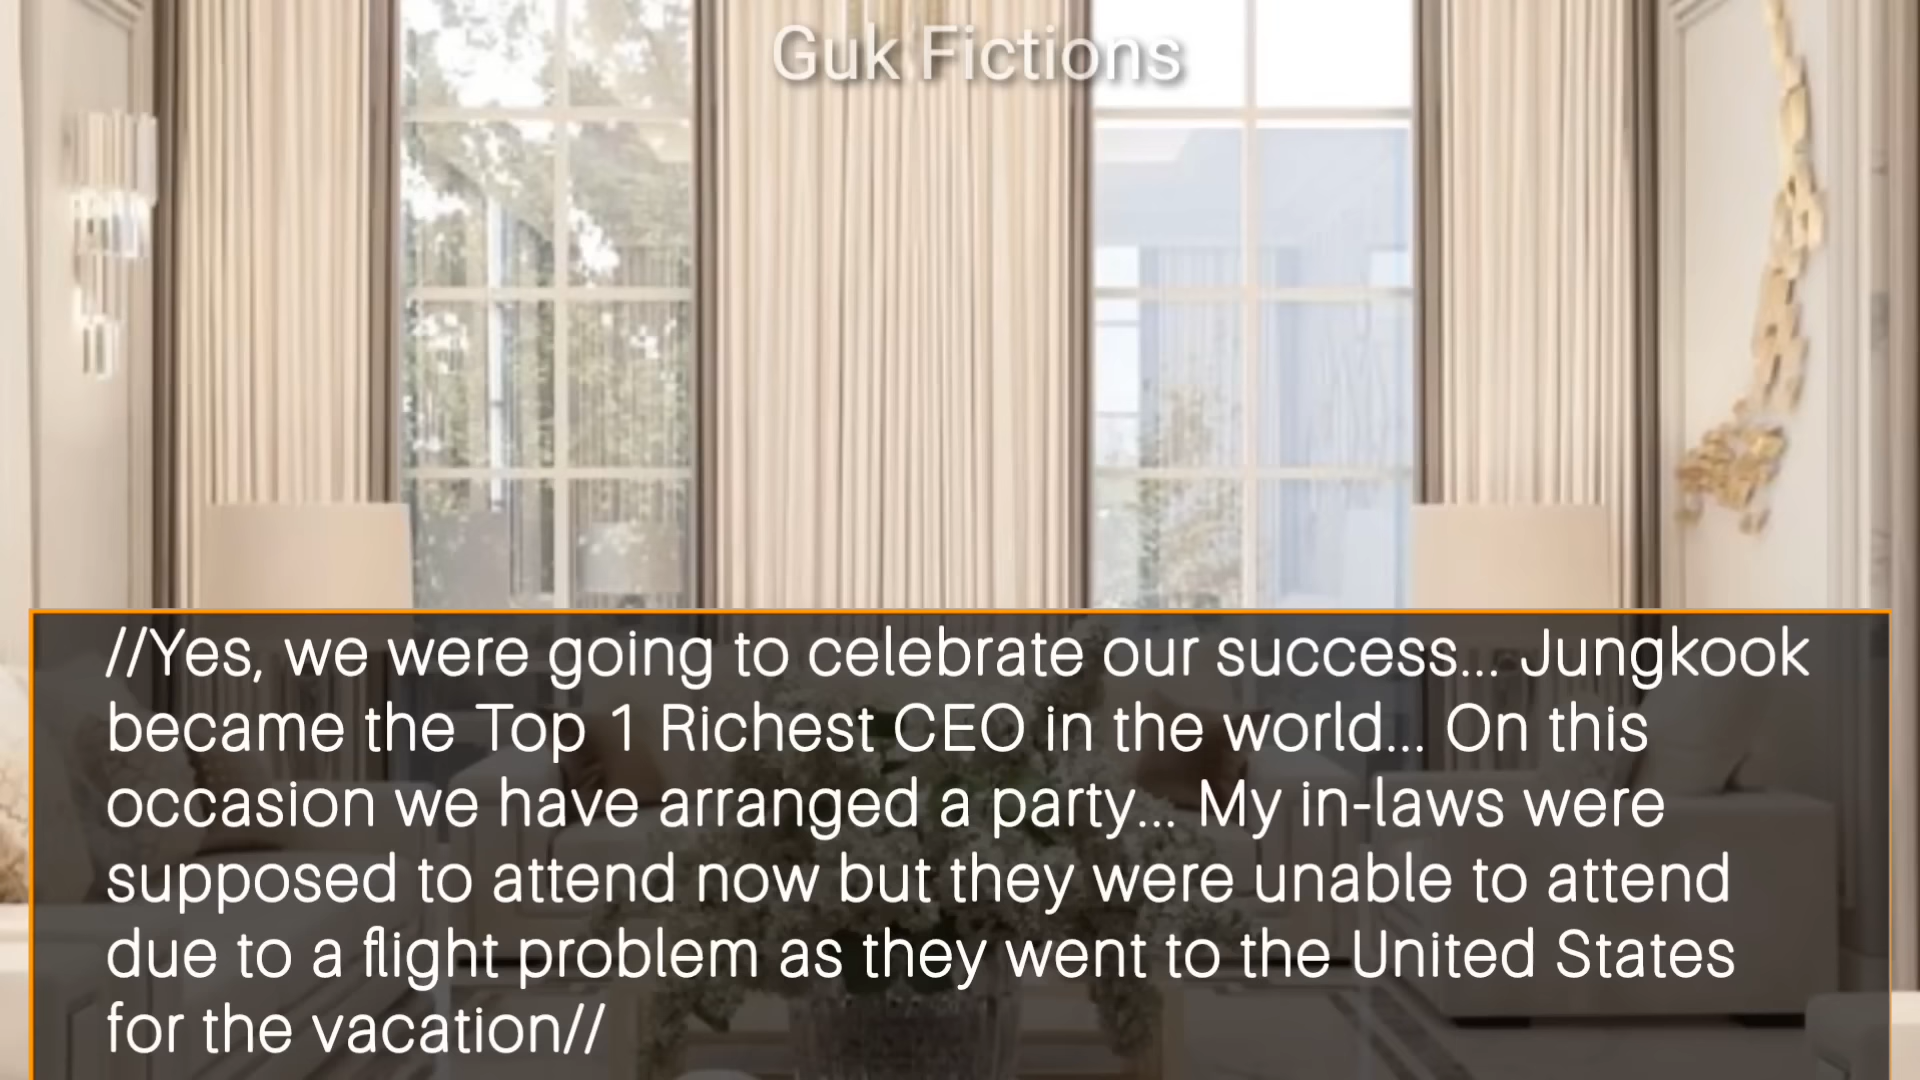 Guk Fictions
//Yes, we were going to celebrate our success... Jungkook
became the Top 1 Richest CEO in the world... On this
occasion we have arranged a party... My in-laws were
supposed to attend now but they were unable to attend
due to a flight problem as they went to the United States
for the vacation//